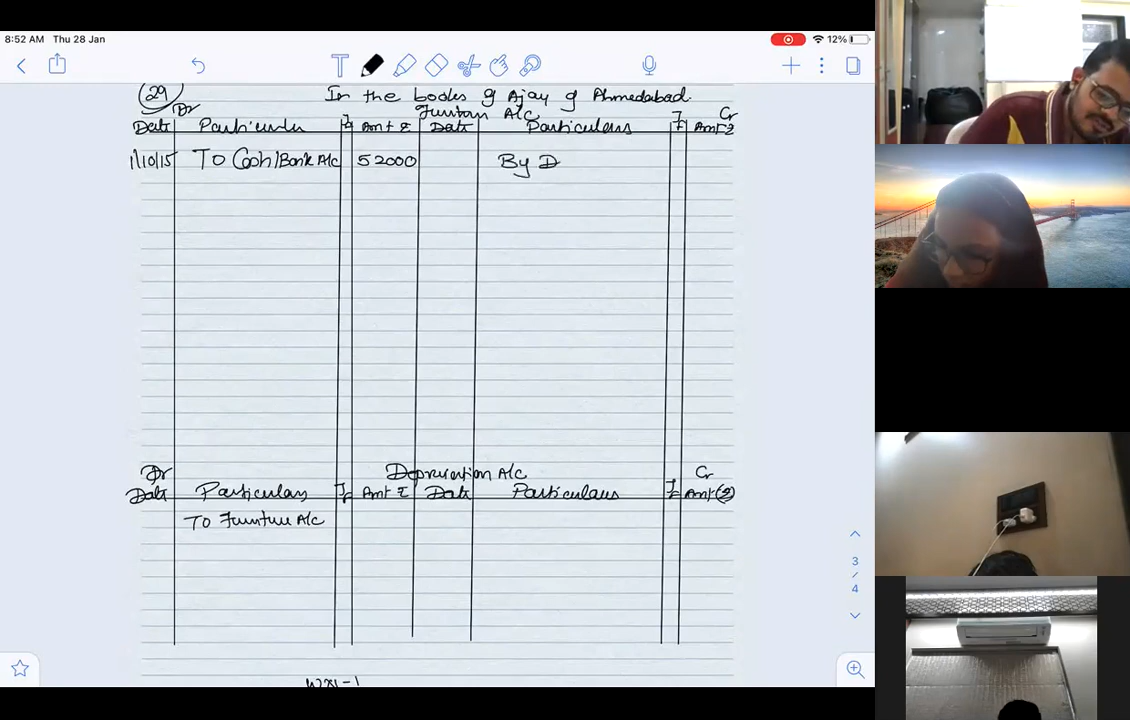 8:52 AM Thu 28 Jan 12%
29 In the books of Ajay of Ahmedabad.
Dr A/c Cr
Date Particulars Amt ₹ Date Particulars Amt ₹
1/10/15 To Cash/Bank A/c 52000 By D
Dr Depreciation A/c Cr
Date Particulars Amt ₹ Date Particulars Amt (₹)
To Furniture A/c
3
/
4